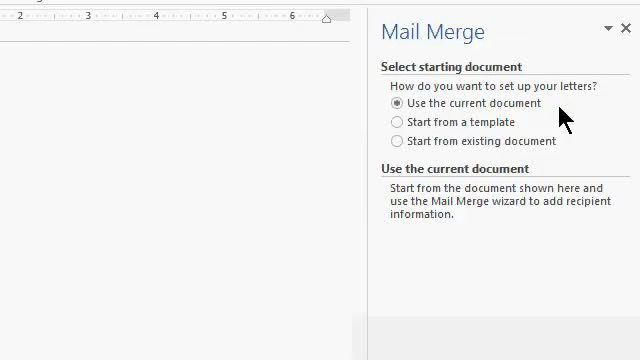 2 3 4 5 6
Mail Merge
Select starting document
How do you want to set up your letters?
Use the current document
Start from a template
Start from existing document
Use the current document
Start from the document shown here and
use the Mail Merge wizard to add recipient
information.